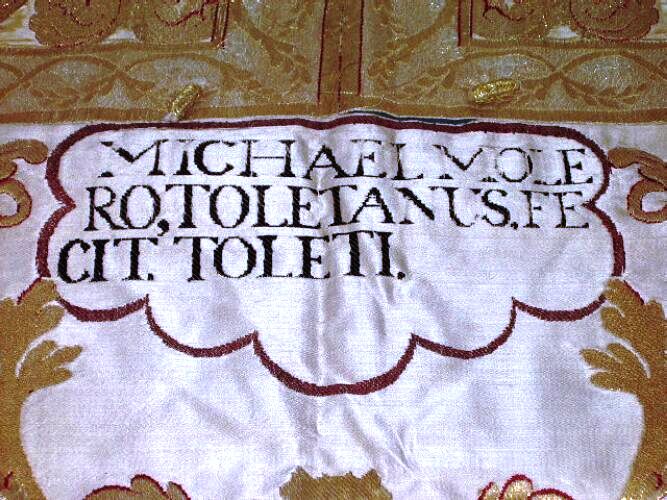 MICHAEL MOLE
RO, TOLETANUS, FE
CIT. TOLETI.